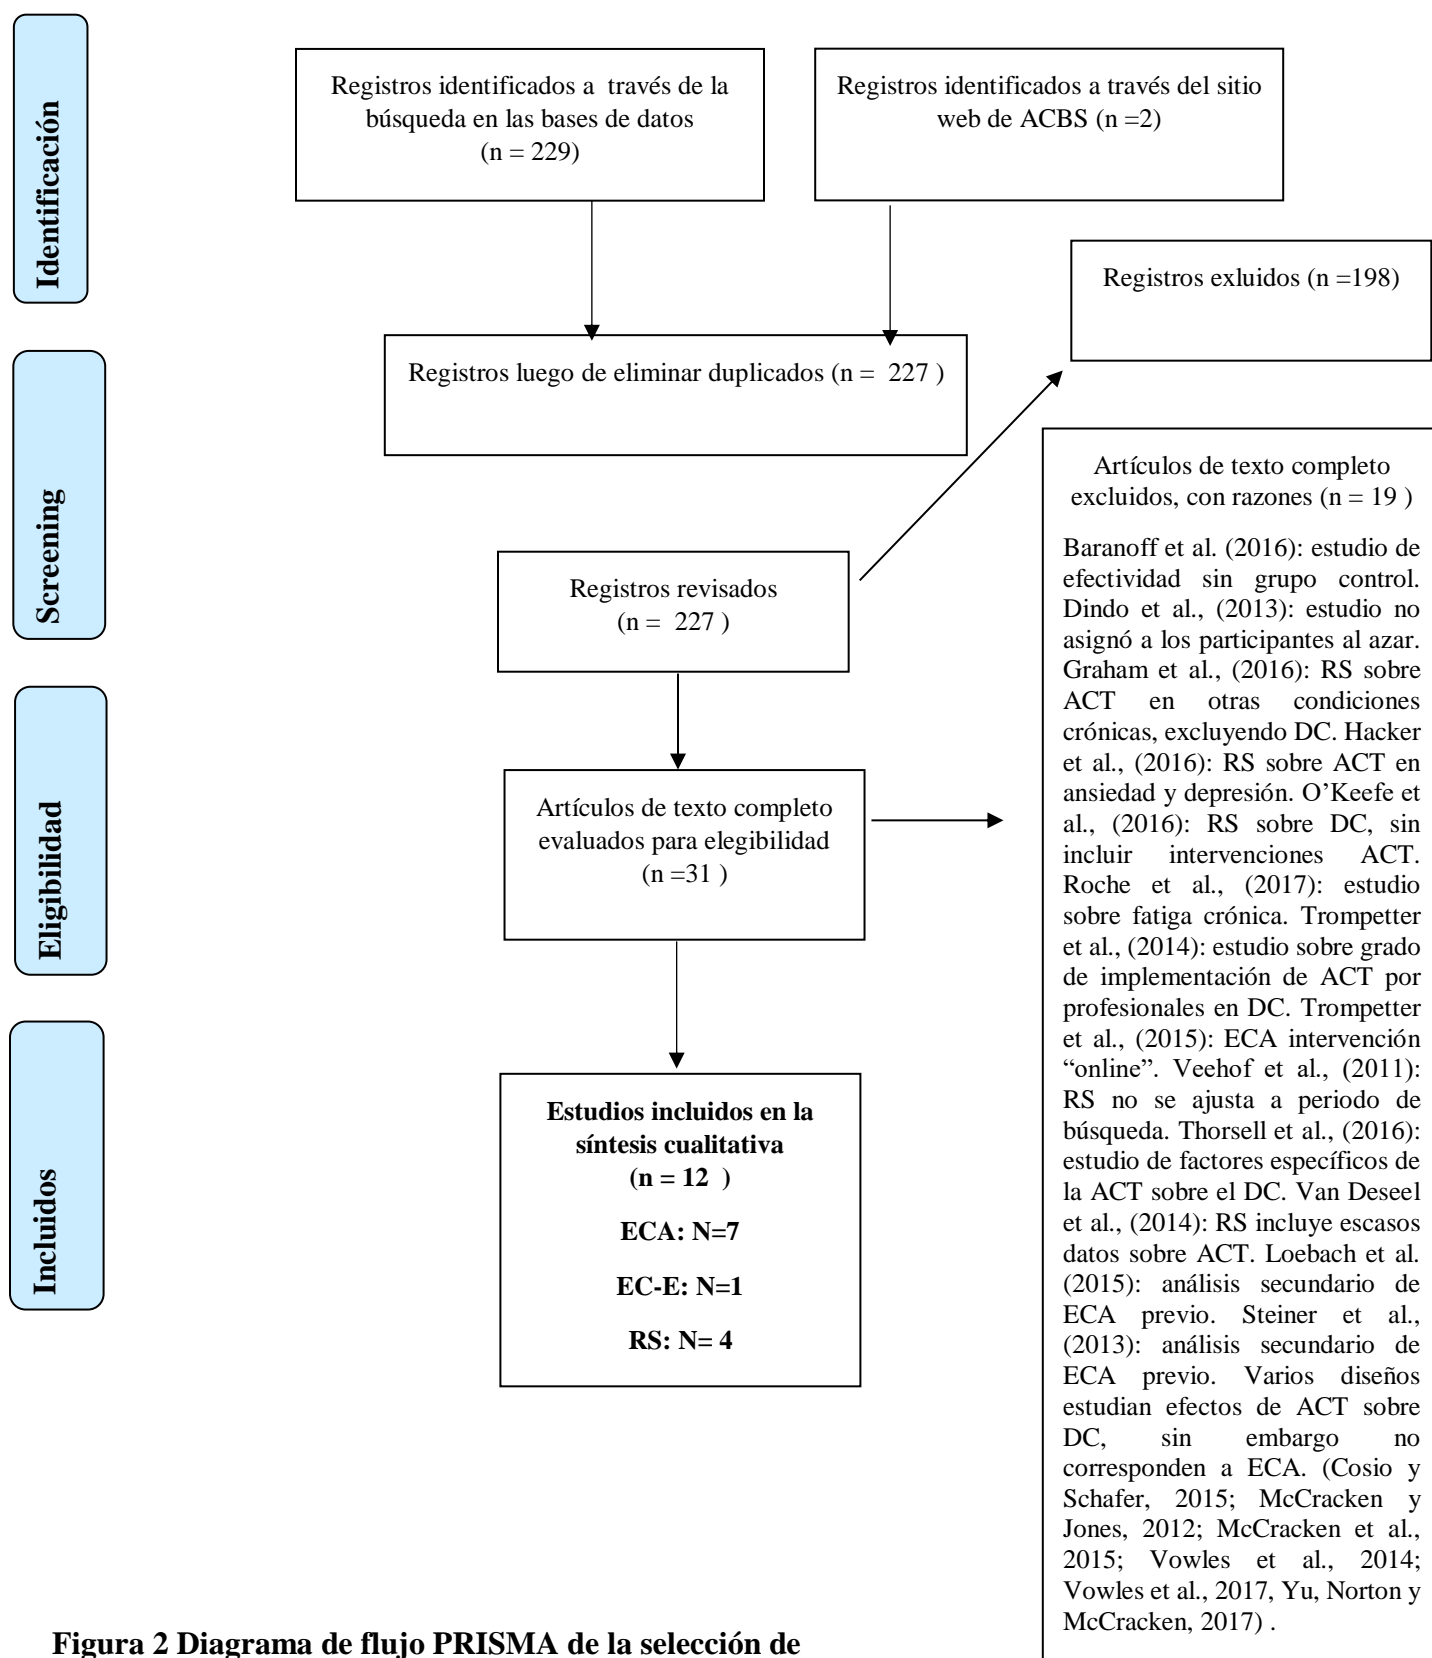 Identificación
Registros identificados a través de la
búsqueda en las bases de datos
(n = 229)
Registros identificados a través del sitio
web de ACBS (n =2)
Registros exluidos (n =198)
Screening
Registros luego de eliminar duplicados (n = 227 )
Registros revisados
(n = 227 )
Eligibilidad
Artículos de texto completo
evaluados para elegibilidad
(n =31 )
Artículos de texto completo
excluidos, con razones (n = 19 )
Baranoff et al. (2016): estudio de
efectividad sin grupo control.
Dindo et al., (2013): estudio no
asignó a los participantes al azar.
Graham et al., (2016): RS sobre
ACT en otras condiciones
crónicas, excluyendo DC. Hacker
et al., (2016): RS sobre ACT en
ansiedad y depresión. O’Keefe et
al., (2016): RS sobre DC, sin
incluir intervenciones ACT.
Roche et al., (2017): estudio
sobre fatiga crónica. Trompetter
et al., (2014): estudio sobre grado
de implementación de ACT por
profesionales en DC. Trompetter
et al., (2015): ECA intervención
“online”. Veehof et al., (2011):
RS no se ajusta a periodo de
búsqueda. Thorsell et al., (2016):
estudio de factores específicos de
la ACT sobre el DC. Van Deseel
et al., (2014): RS incluye escasos
datos sobre ACT. Loebach et al.
(2015): análisis secundario de
ECA previo. Steiner et al.,
(2013): análisis secundario de
ECA previo. Varios diseños
estudian efectos de ACT sobre
DC, sin embargo no
corresponden a ECA. (Cosio y
Schafer, 2015; McCracken y
Jones, 2012; McCracken et al.,
2015; Vowles et al., 2014;
Vowles et al., 2017, Yu, Norton y
McCracken, 2017) .
Incluidos
Estudios incluidos en la
síntesis cualitativa
(n = 12 )
ECA: N=7
EC-E: N=1
RS: N= 4
Figura 2 Diagrama de flujo PRISMA de la selección de